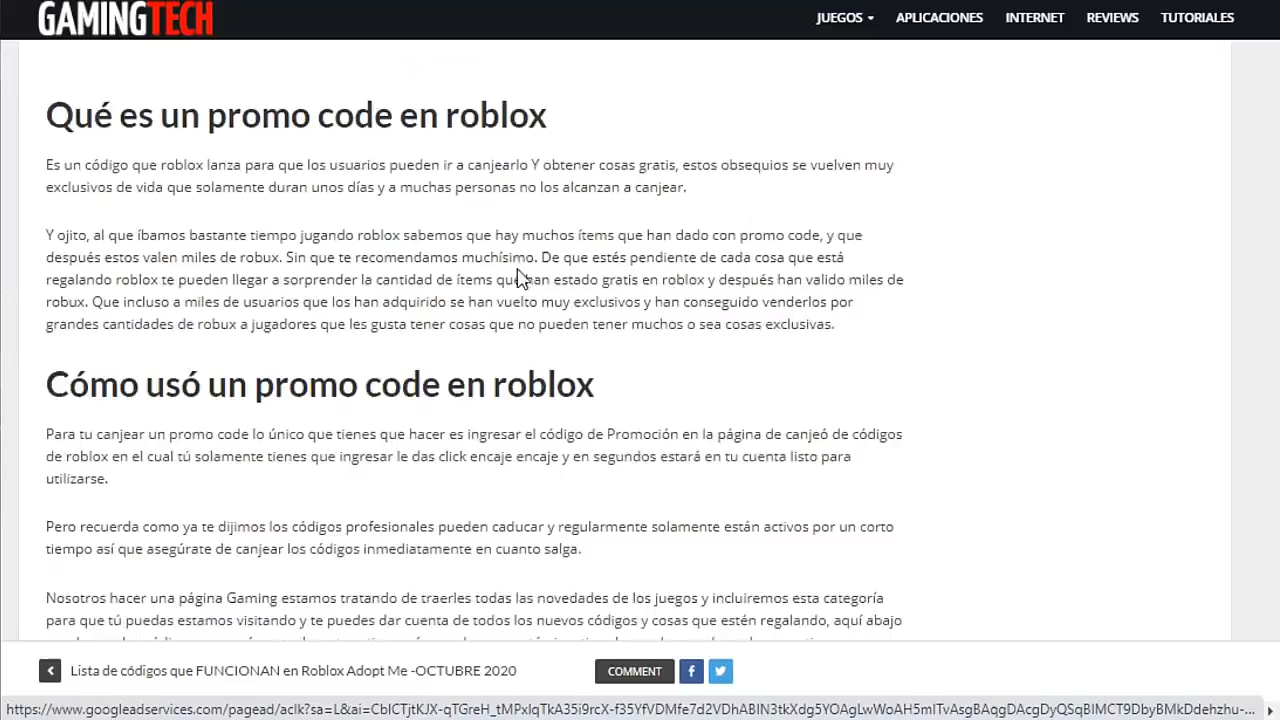 GAMINGTECH
JUEGOS
APLICACIONES
INTERNET
REVIEWS
TUTORIALES
Qué es un promo code en roblox
Es un código que roblox lanza para que los usuarios pueden ir a canjearlo Y obtener cosas gratis, estos obsequios se vuelven muy
exclusivos de vida que solamente duran unos días y a muchas personas no los alcanzan a canjear.
Y ojito, al que íbamos bastante tiempo jugando roblox sabemos que hay muchos ítems que han dado con promo code, y que
después estos valen miles de robux. Sin que te recomendamos muchísimo. De que estés pendiente de cada cosa que está
regalando roblox te pueden llegar a sorprender la cantidad de ítems que han estado gratis en roblox y después han valido miles de
robux. Que incluso a miles de usuarios que los han adquirido se han vuelto muy exclusivos y han conseguido venderlos por
grandes cantidades de robux a jugadores que les gusta tener cosas que no pueden tener muchos o sea cosas exclusivas.
Cómo usó un promo code en roblox
Para tu canjear un promo code lo único que tienes que hacer es ingresar el código de Promoción en la página de canjeó de códigos
de roblox en el cual tú solamente tienes que ingresar le das click encaje encaje y en segundos estará en tu cuenta listo para
utilizarse.
Pero recuerda como ya te dijimos los códigos profesionales pueden caducar y regularmente solamente están activos por un corto
tiempo así que asegúrate de canjear los códigos inmediatamente en cuanto salga.
Nosotros hacer una página Gaming estamos tratando de traerles todas las novedades de los juegos y incluiremos esta categoría
para que tú puedas estamos visitando y te puedes dar cuenta de todos los nuevos códigos y cosas que estén regalando, aquí abajo
Lista de códigos que FUNCIONAN en Roblox Adopt Me -OCTUBRE 2020
COMMENT